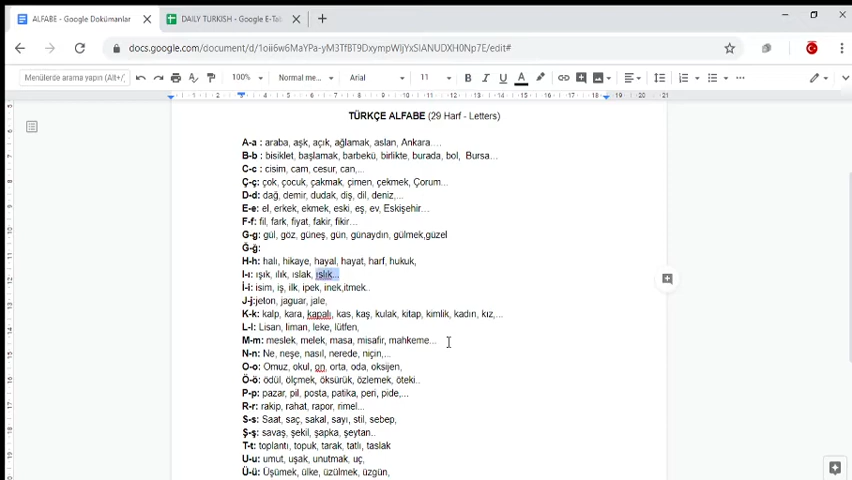 ALFABE - Google Dokümanlar
DAILY TURKISH - Google E-Tab
docs.google.com/document/d/1oii6w6MaYPa-yM3TfBT9DxympWIjYxSIANUDXH0Np7E/edit#
Menülerde arama yapın (Alt+/)
100%
Normal me...
Arial
11
TÜRKÇE ALFABE (29 Harf - Letters)
A-a : araba, aşk, açık, ağlamak, aslan, Ankara….
B-b : bisiklet, başlamak, barbekü, birlikte, burada, bol, Bursa…
C-c : cisim, cam, cesur, can,...
Ç-ç: çok, çocuk, çakmak, çimen, çekmek, Çorum...
D-d: dağ, demir, dudak, diş, dil, deniz,...
E-e: el, erkek, ekmek, eski, eş, ev, Eskişehir…
F-f: fil, fark, fiyat, fakir, fikir…
G-g: gül, göz, güneş, gün, günaydın, gülmek,güzel
Ğ-ğ:
H-h: halı, hikaye, hayal, hayat, harf, hukuk,
I-ı: ışık, ılık, ıslak, ıslık...
İ-i: isim, iş, ilk, ipek, inek,itmek..
J-j:jeton, jaguar, jale,
K-k: kalp, kara, kapalı, kas, kaş, kulak, kitap, kimlik, kadın, kız,...
L-l: Lisan, liman, leke, lütfen,
M-m: meslek, melek, masa, misafir, mahkeme...
N-n: Ne, neşe, nasıl, nerede, niçin,...
O-o: Omuz, okul, on, orta, oda, oksijen,
Ö-ö: ödül, ölçmek, öksürük, özlemek, öteki..
P-p: pazar, pil, posta, patika, peri, pide,...
R-r: rakip, rahat, rapor, rimel...
S-s: Saat, saç, sakal, sayı, stil, sebep,
Ş-ş: savaş, şekil, şapka, şeytan..
T-t: toplantı, topuk, tarak, tatlı, taslak
U-u: umut, uşak, unutmak, uç,
Ü-ü: Üşümek, ülke, üzülmek, üzgün,